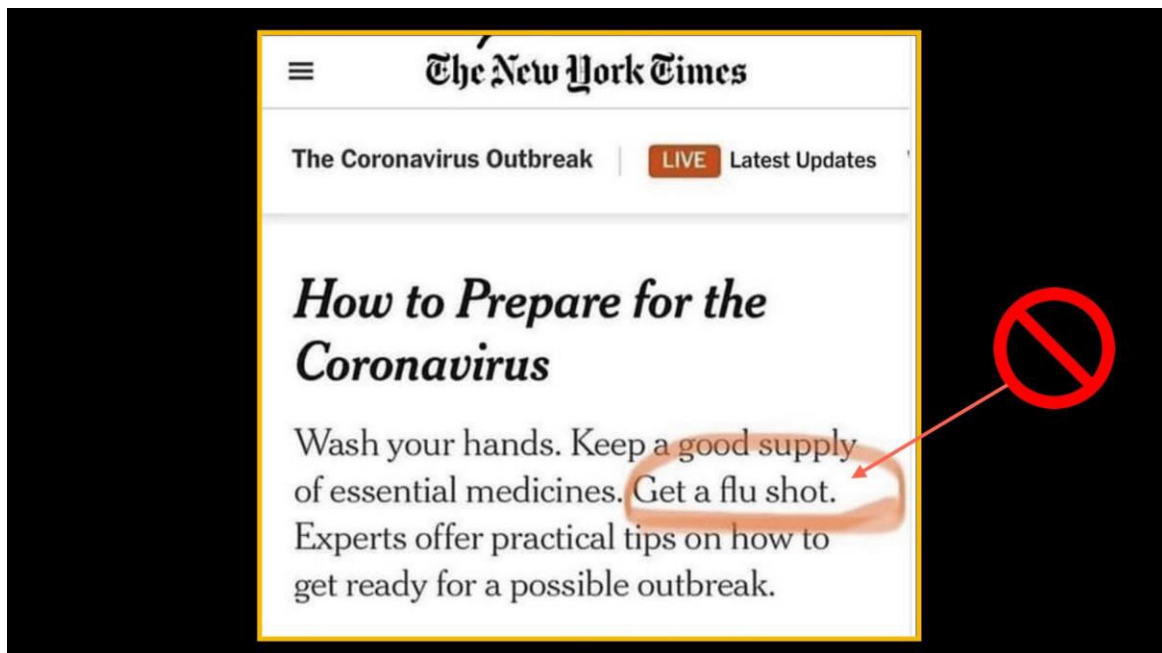 The New York Times
The Coronavirus Outbreak LIVE Latest Updates
How to Prepare for the
Coronavirus
Wash your hands. Keep a good supply
of essential medicines. Get a flu shot.
Experts offer practical tips on how to
get ready for a possible outbreak.